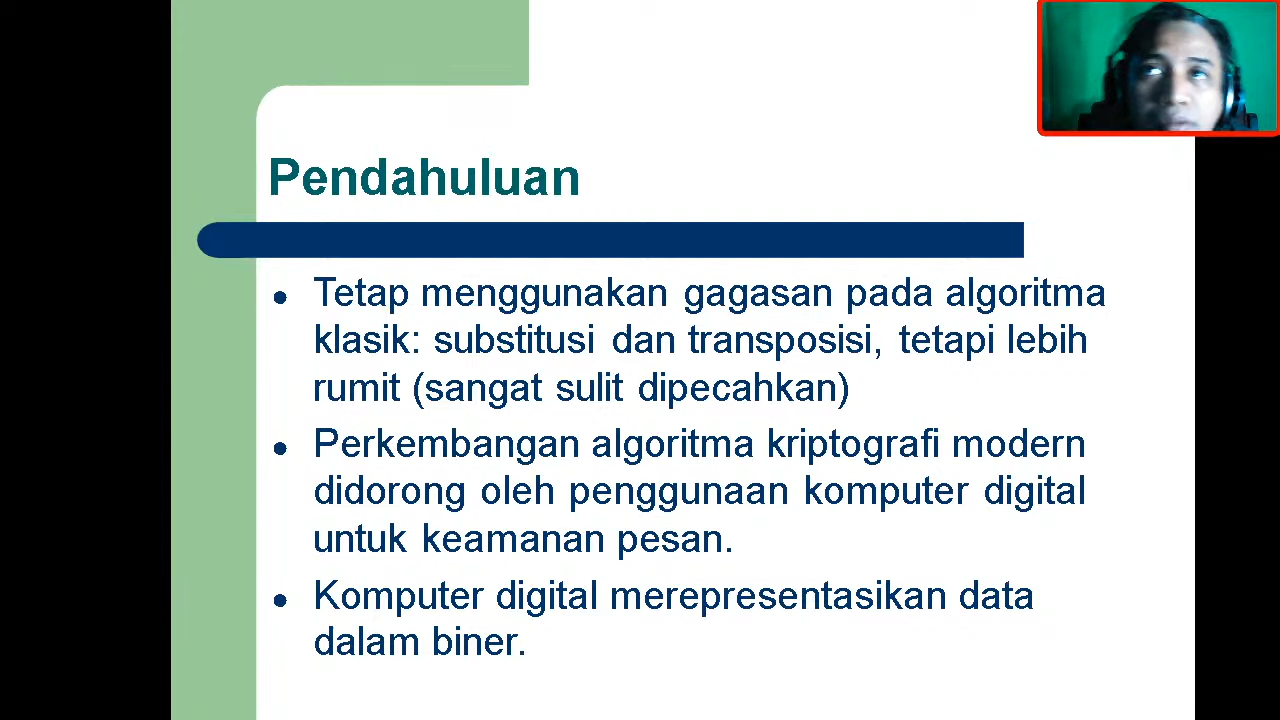 Pendahuluan
● Tetap menggunakan gagasan pada algoritma
klasik: substitusi dan transposisi, tetapi lebih
rumit (sangat sulit dipecahkan)
● Perkembangan algoritma kriptografi modern
didorong oleh penggunaan komputer digital
untuk keamanan pesan.
● Komputer digital merepresentasikan data
dalam biner.